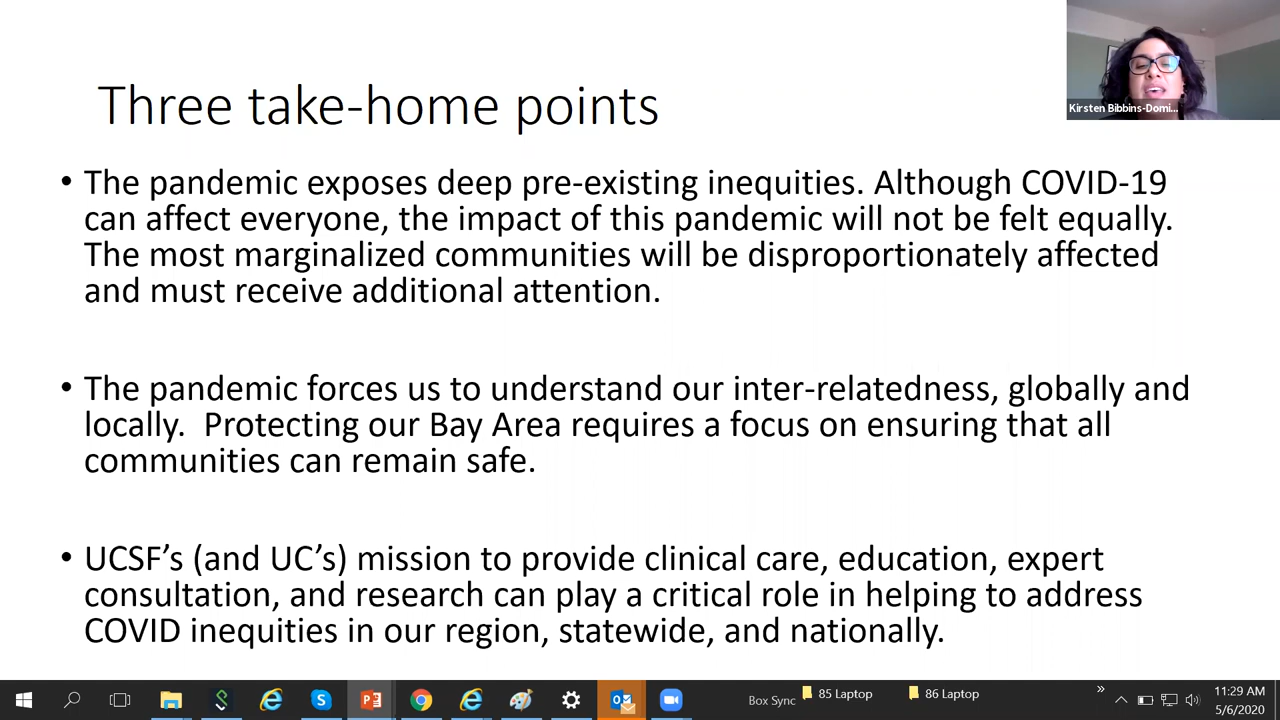 Three take-home points
Kirsten Bibbins-Domi...
• The pandemic exposes deep pre-existing inequities. Although COVID-19
can affect everyone, the impact of this pandemic will not be felt equally.
The most marginalized communities will be disproportionately affected
and must receive additional attention.
• The pandemic forces us to understand our inter-relatedness, globally and
locally.  Protecting our Bay Area requires a focus on ensuring that all
communities can remain safe.
• UCSF’s (and UC’s) mission to provide clinical care, education, expert
consultation, and research can play a critical role in helping to address
COVID inequities in our region, statewide, and nationally.
Box Sync
85 Laptop
86 Laptop
»
11:29 AM
5/6/2020